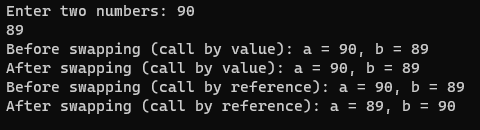 Enter two numbers: 90
89
Before swapping (call by value): a = 90, b = 89
After swapping (call by value): a = 90, b = 89
Before swapping (call by reference): a = 90, b = 89
After swapping (call by reference): a = 89, b = 90